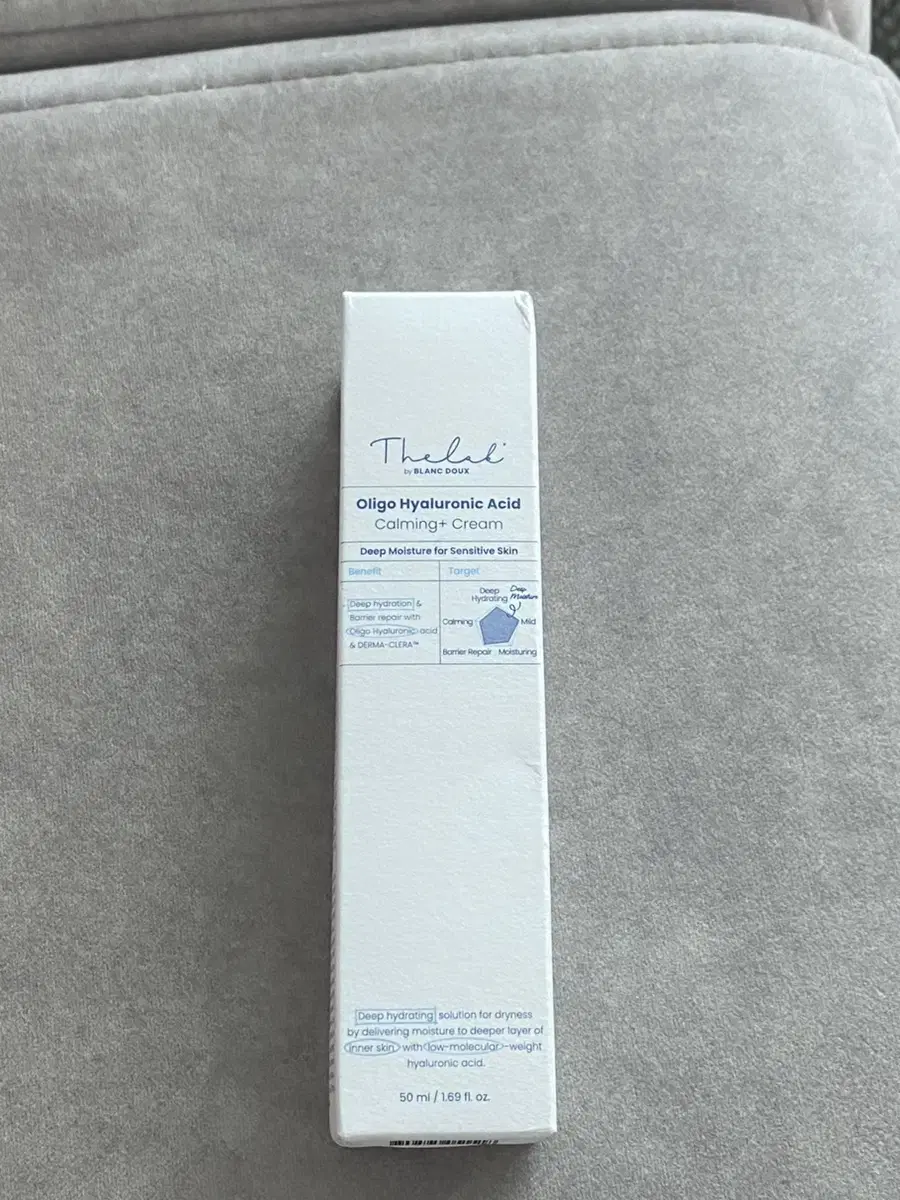 Thelab
by BLANC DOUX
Oligo Hyaluronic Acid
Calming+ Cream
Deep Moisture for Sensitive Skin
Benefit
Target
Deep hydration &
Barrier repair with
Oligo Hyaluronic acid
& DERMA-CLERA™
Deep
Hydrating
Deep
Moisture
Calming
Mild
Barrier Repair
Moisturing
Deep hydrating solution for dryness
by delivering moisture to deeper layer of
inner skin with low-molecular-weight
hyaluronic acid.
50 ml / 1.69 fl. oz.